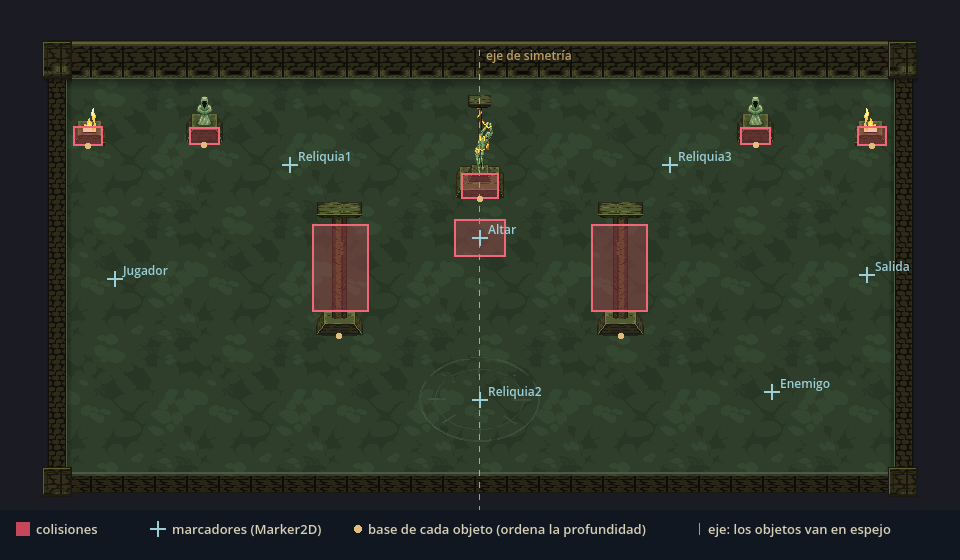 eje de simetría
Reliquia1
Reliquia3
Altar
Jugador
Salida
Enemigo
Reliquia2
colisiones
marcadores (Marker2D)
base de cada objeto (ordena la profundidad)
eje: los objetos van en espejo